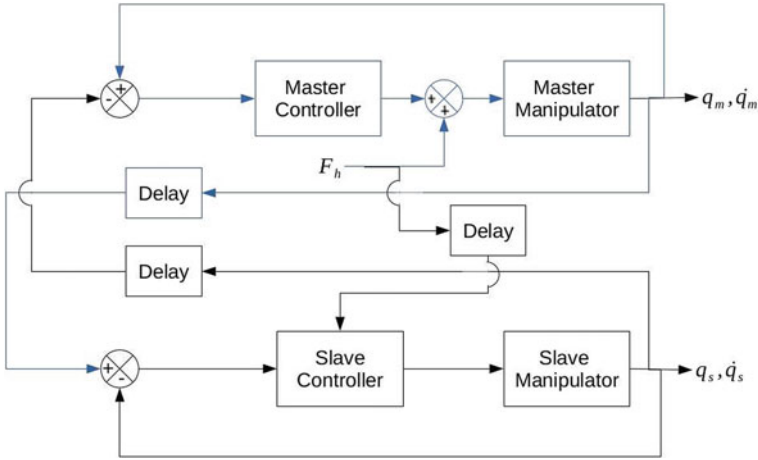 +
-
Master
Controller
+
+
Master
Manipulator
q_m, q̇_m
F_h
Delay
Delay
Delay
+
-
Slave
Controller
Slave
Manipulator
q_s, q̇_s